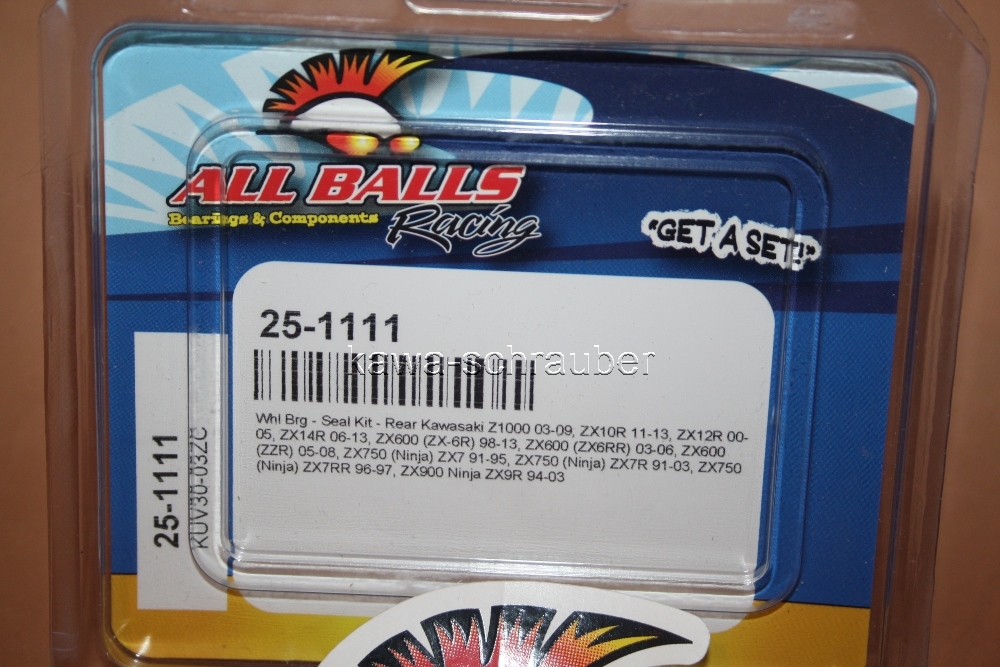 ALL BALLS
Bearings & Components
Racing
"GET A SET!"
25-1111
kawa-schrauber
Whl Brg - Seal Kit - Rear Kawasaki Z1000 03-09, ZX10R 11-13, ZX12R 00-
05, ZX14R 06-13, ZX600 (ZX-6R) 98-13, ZX600 (ZX6RR) 03-06, ZX600
(ZZR) 05-08, ZX750 (Ninja) ZX7 91-95, ZX750 (Ninja) ZX7R 91-03, ZX750
(Ninja) ZX7RR 96-97, ZX900 Ninja ZX9R 94-03
25-1111
KUV30-03ZC